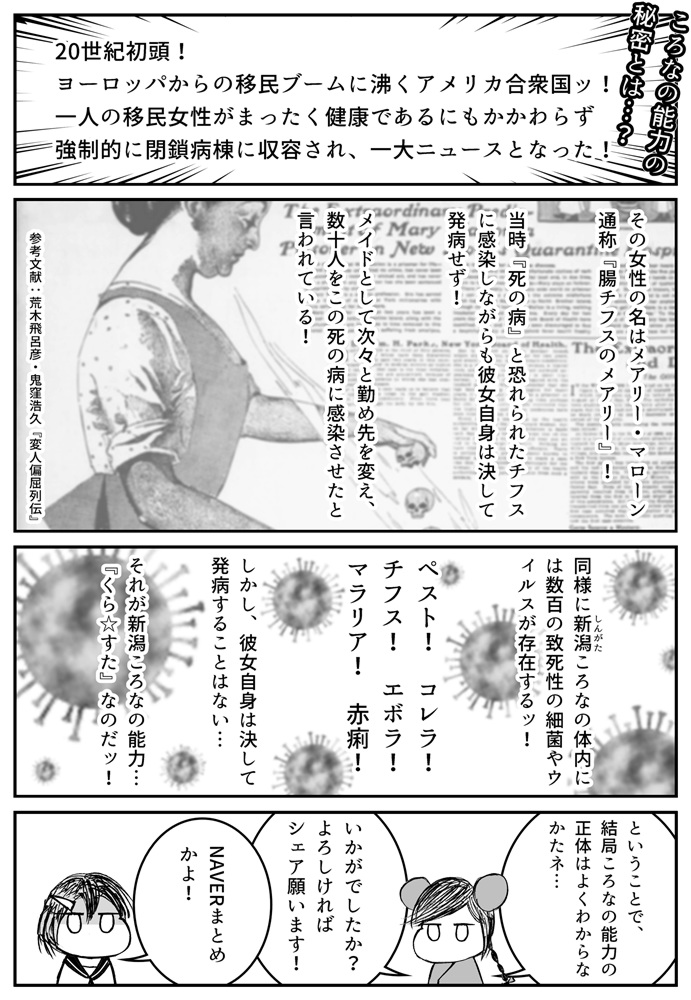 ころなの能力の
秘密とは…?
20世紀初頭!
ヨーロッパからの移民ブームに沸くアメリカ合衆国ッ!
一人の移民女性がまったく健康であるにもかかわらず
強制的に閉鎖病棟に収容され、一大ニュースとなった!
その女性の名はメアリー・マローン
通称『腸チフスのメアリー』!
当時『死の病』と恐れられたチフス
に感染しながらも彼女自身は決して
発病せず!
メイドとして次々と勤め先を変え、
数十人をこの死の病に感染させたと
言われている!
参考文献:荒木飛呂彦・鬼窪浩久『変人偏屈列伝』
The Extraordinary
of Mary
in New
Quarantine
H. Park.,
New York Board of Health.
同様に新潟ころなの体内に
しんがた
は数百の致死性の細菌やウ
イルスが存在するッ!
ペスト! コレラ!
チフス! エボラ!
マラリア! 赤痢!
しかし、彼女自身は決して
発病することはない…
それが新潟ころなの能力…
『くら☆すた』なのだッ!
ということで、
結局ころなの能力の
正体はよくわからな
かたネ…
いかがでしたか?
よろしければ
シェア願います!
NAVERまとめ
かよ!